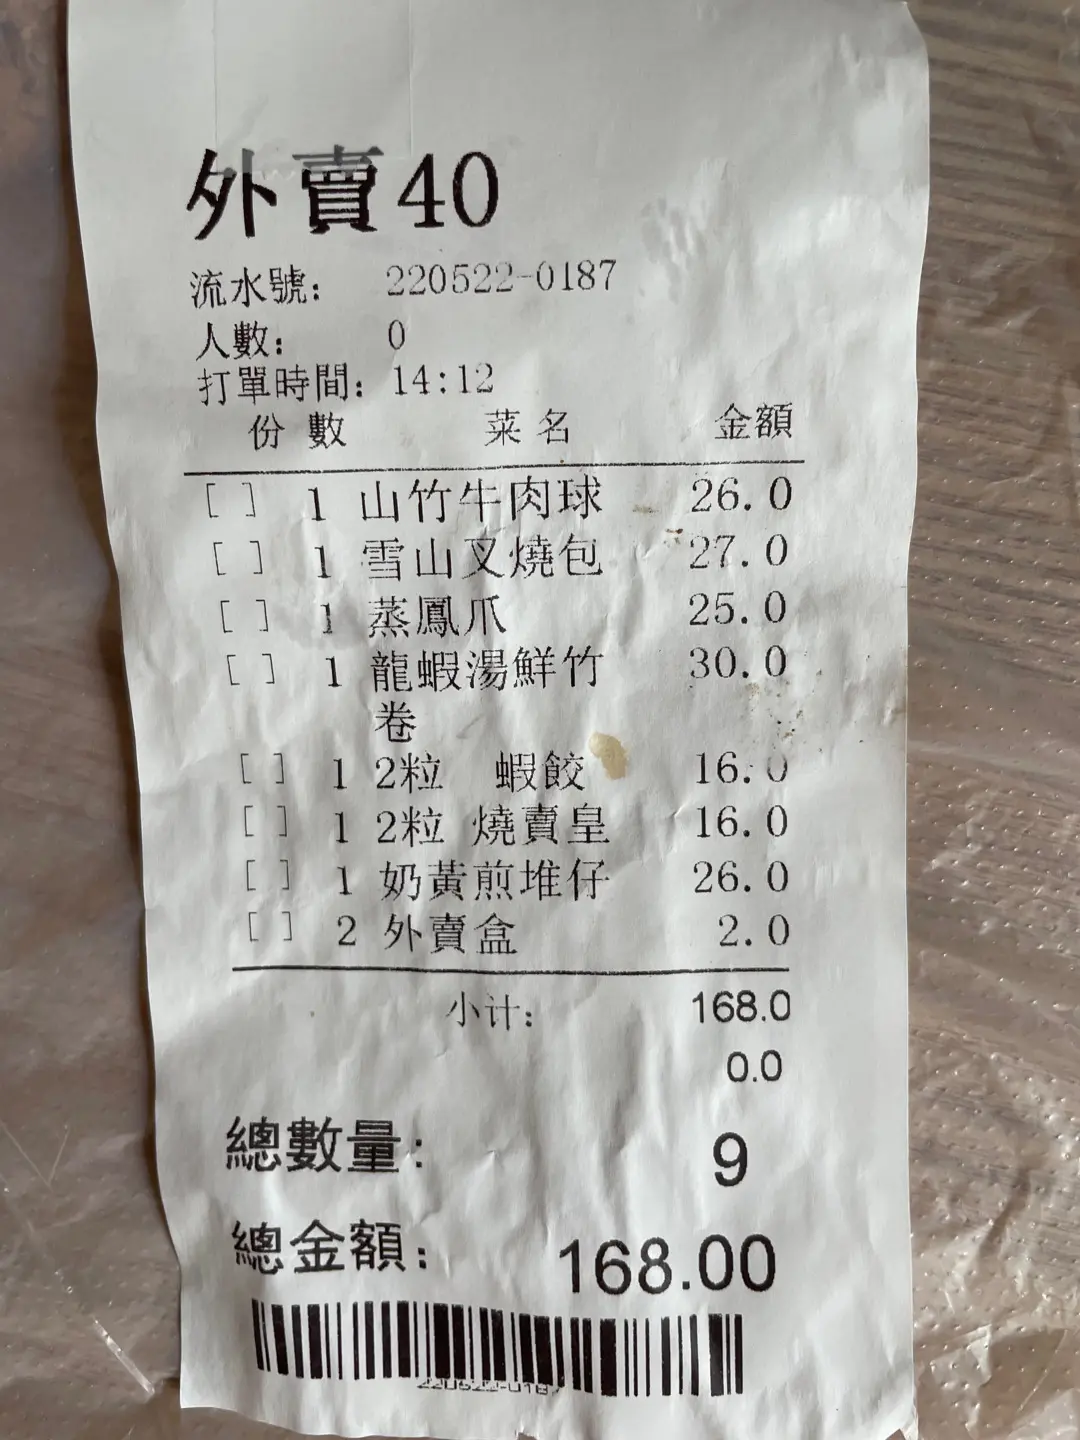 外賣40
流水號: 220522-0187
人數: 0
打單時間: 14:12
份數 菜名 金額
[ ] 1 山竹牛肉球 26.0
[ ] 1 雪山叉燒包 27.0
[ ] 1 蒸鳳爪 25.0
[ ] 1 龍蝦湯鮮竹 30.0
卷
[ ] 1 2粒 蝦餃 16.0
[ ] 1 2粒 燒賣皇 16.0
[ ] 1 奶黃煎堆仔 26.0
[ ] 2 外賣盒 2.0
小计: 168.0
0.0
總數量: 9
總金額: 168.00
220522-0187